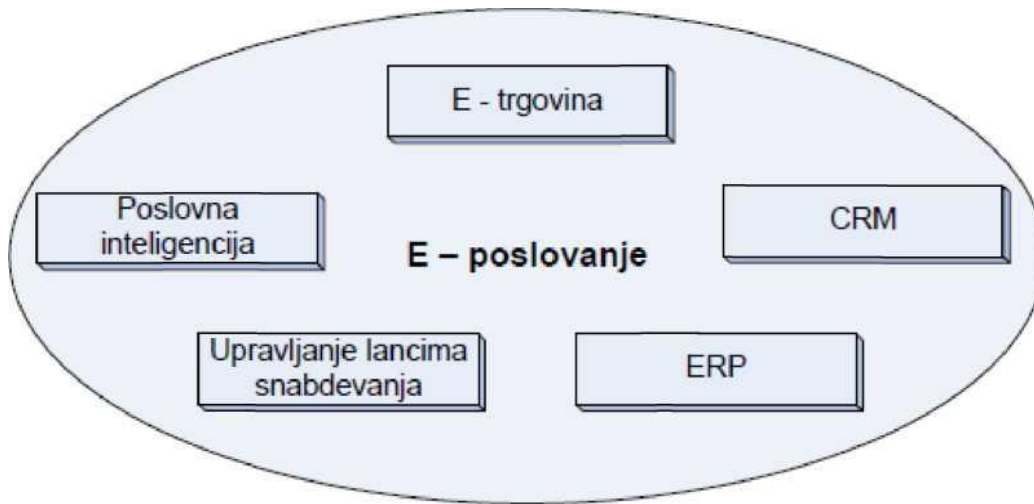 E - trgovina
Poslovna
inteligencija
CRM
E – poslovanje
Upravljanje lancima
snabdevanja
ERP